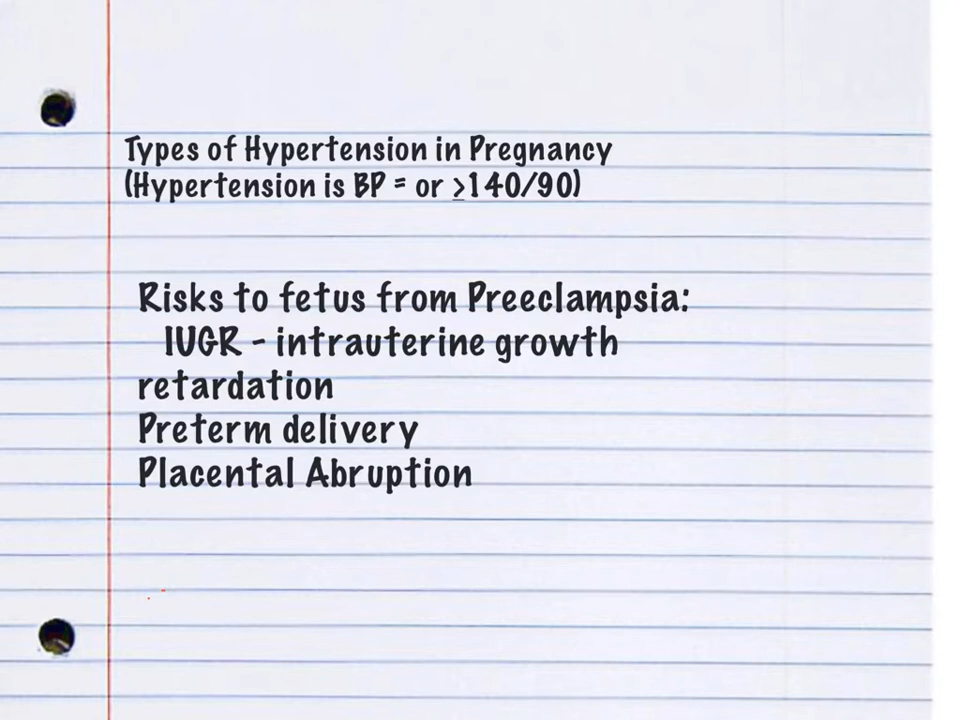 Types of Hypertension in Pregnancy
(Hypertension is BP = or ≥140/90)
Risks to fetus from Preeclampsia:
IUGR - intrauterine growth
retardation
Preterm delivery
Placental Abruption